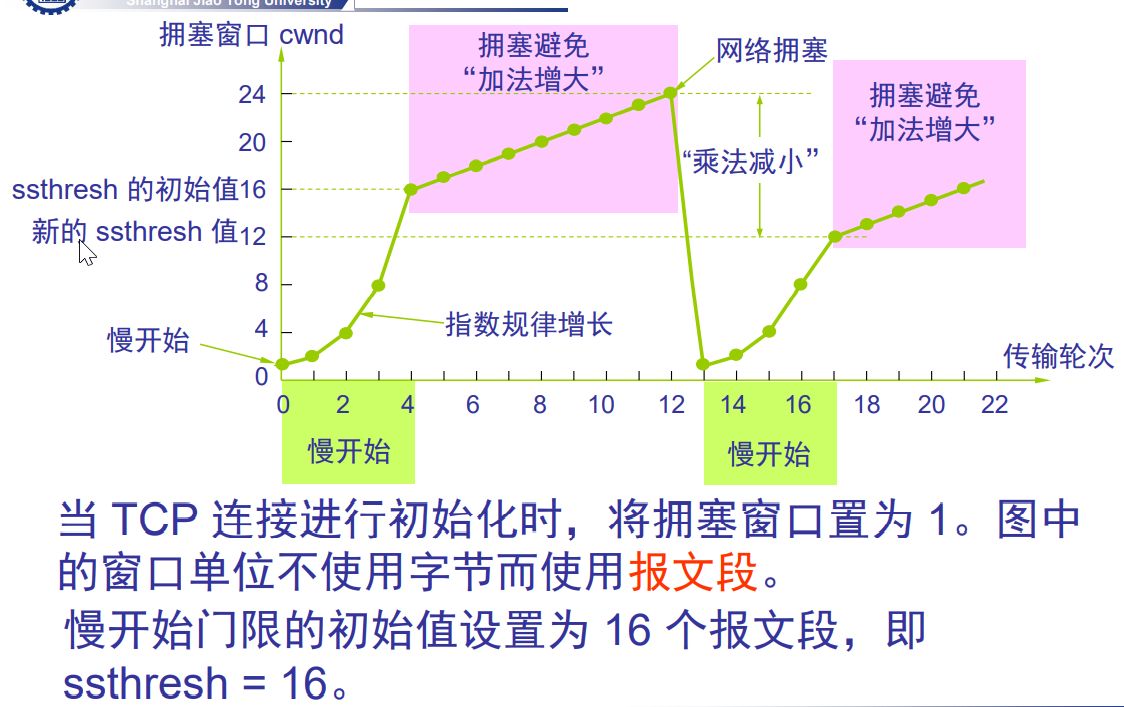 Shanghai Jiao Tong University
拥塞窗口 cwnd
拥塞避免
“加法增大”
网络拥塞
拥塞避免
“加法增大”
24
20
“乘法减小”
ssthresh 的初始值16
新的 ssthresh 值12
8
4
指数规律增长
慢开始
0
传输轮次
0 2 4 6 8 10 12 14 16 18 20 22
慢开始
慢开始
当 TCP 连接进行初始化时，将拥塞窗口置为 1。图中
的窗口单位不使用字节而使用报文段。
慢开始门限的初始值设置为 16 个报文段，即
ssthresh = 16。